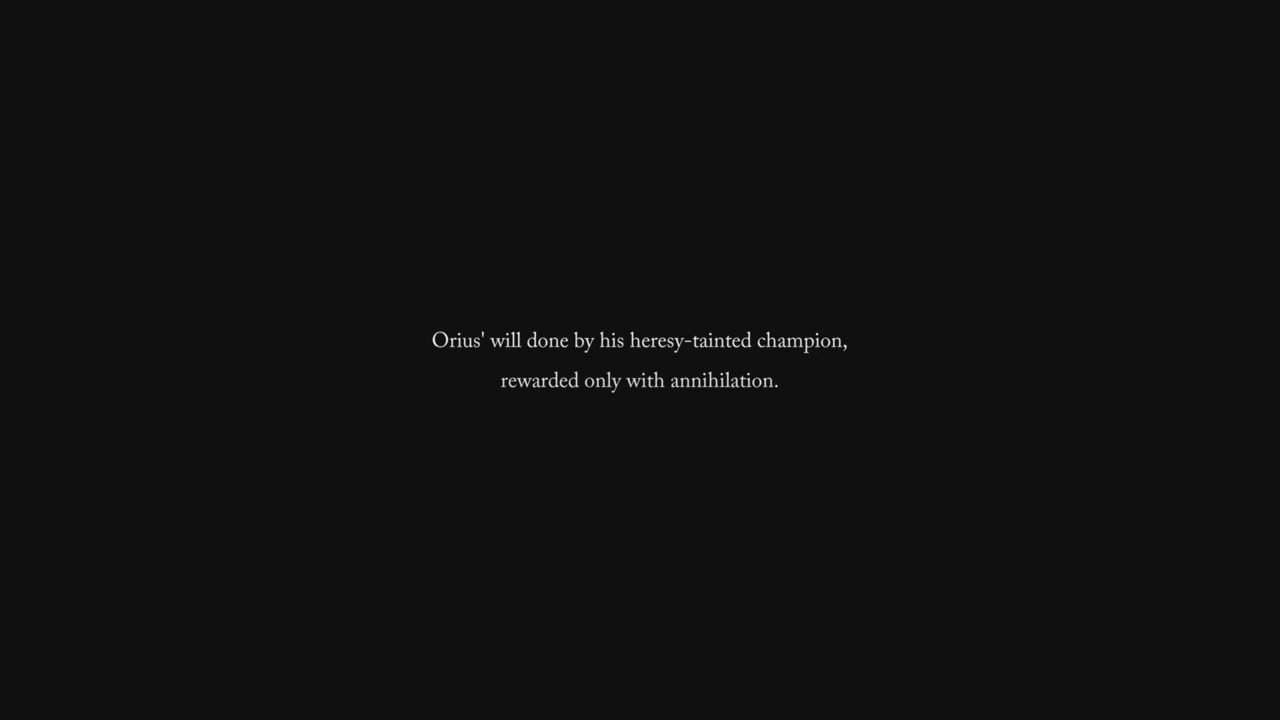 Orius' will done by his heresy-tainted champion,
rewarded only with annihilation.